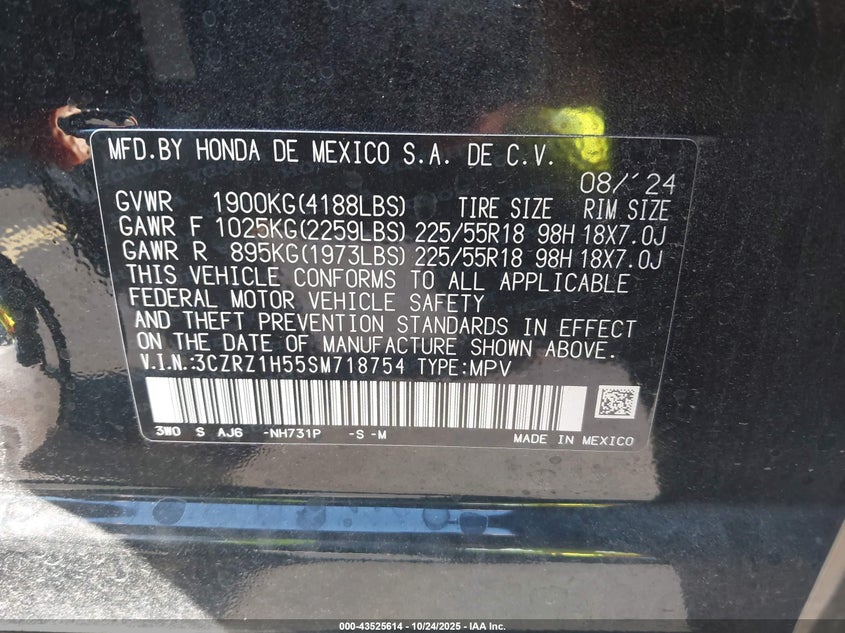 MFD.BY HONDA DE MEXICO S.A. DE C.V.
08/'24
GVWR 1900KG(4188LBS) TIRE SIZE RIM SIZE
GAWR F 1025KG(2259LBS) 225/55R18 98H 18X7.0J
GAWR R 895KG(1973LBS) 225/55R18 98H 18X7.0J
THIS VEHICLE CONFORMS TO ALL APPLICABLE
FEDERAL MOTOR VEHICLE SAFETY
AND THEFT PREVENTION STANDARDS IN EFFECT
ON THE DATE OF MANUFACTURE SHOWN ABOVE.
V.I.N.:3CZRZ1H55SM718754 TYPE:MPV
3W0 S AJ6 -NH731P -S -M MADE IN MEXICO
000-43525614 - 10/24/2025 - IAA Inc.